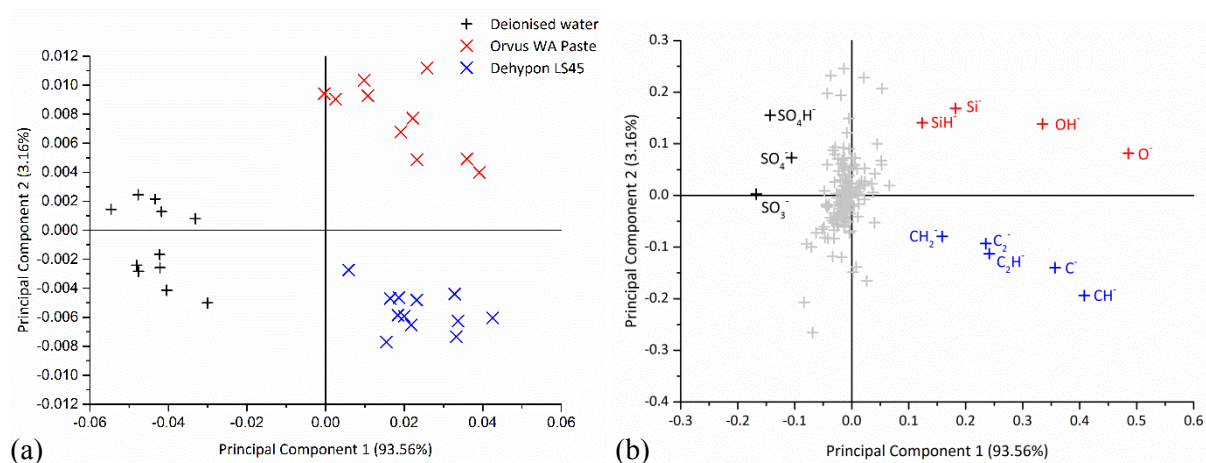 + Deionised water
× Orvus WA Paste
× Dehypon LS45
0.012
0.010
0.008
0.006
0.004
0.002
0.000
-0.002
-0.004
-0.006
-0.008
-0.010
-0.012
Principal Component 2 (3.16%)
-0.06 -0.04 -0.02 0.00 0.02 0.04 0.06
Principal Component 1 (93.56%)
(a)
0.3
0.2
0.1
0.0
-0.1
-0.2
-0.3
-0.4
Principal Component 2 (3.16%)
SO₄H⁻
SO₄⁻
SO₃⁻
SiH⁻
Si⁻
OH⁻
O⁻
CH₂⁻
C₂⁻
C₂H⁻
C⁻
CH⁻
-0.3 -0.2 -0.1 0.0 0.1 0.2 0.3 0.4 0.5 0.6
Principal Component 1 (93.56%)
(b)